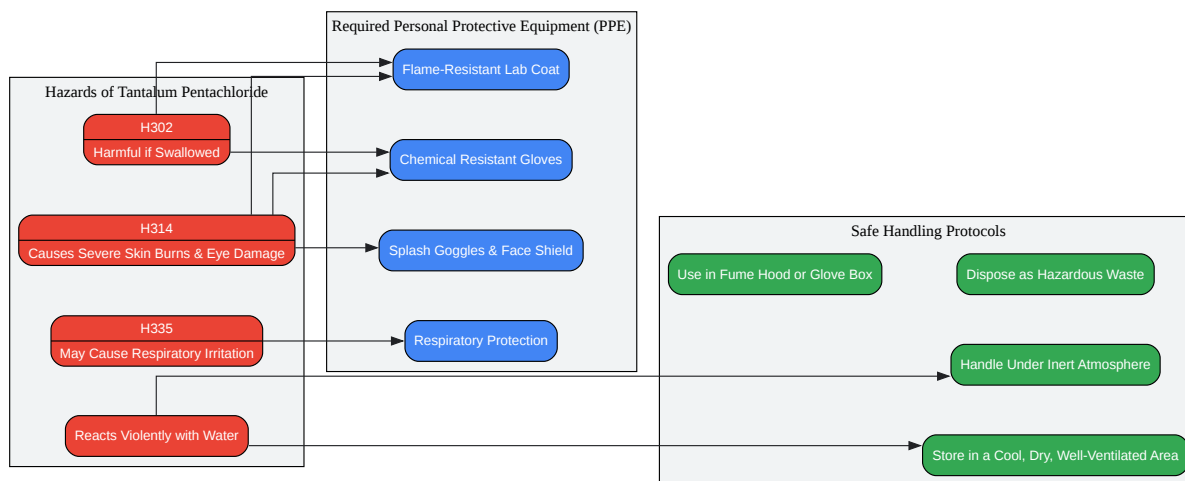 Required Personal Protective Equipment (PPE)
Flame-Resistant Lab Coat
Chemical Resistant Gloves
Splash Goggles & Face Shield
Respiratory Protection
Hazards of Tantalum Pentachloride
H302
Harmful if Swallowed
H314
Causes Severe Skin Burns & Eye Damage
H335
May Cause Respiratory Irritation
Reacts Violently with Water
Safe Handling Protocols
Use in Fume Hood or Glove Box
Dispose as Hazardous Waste
Handle Under Inert Atmosphere
Store in a Cool, Dry, Well-Ventilated Area